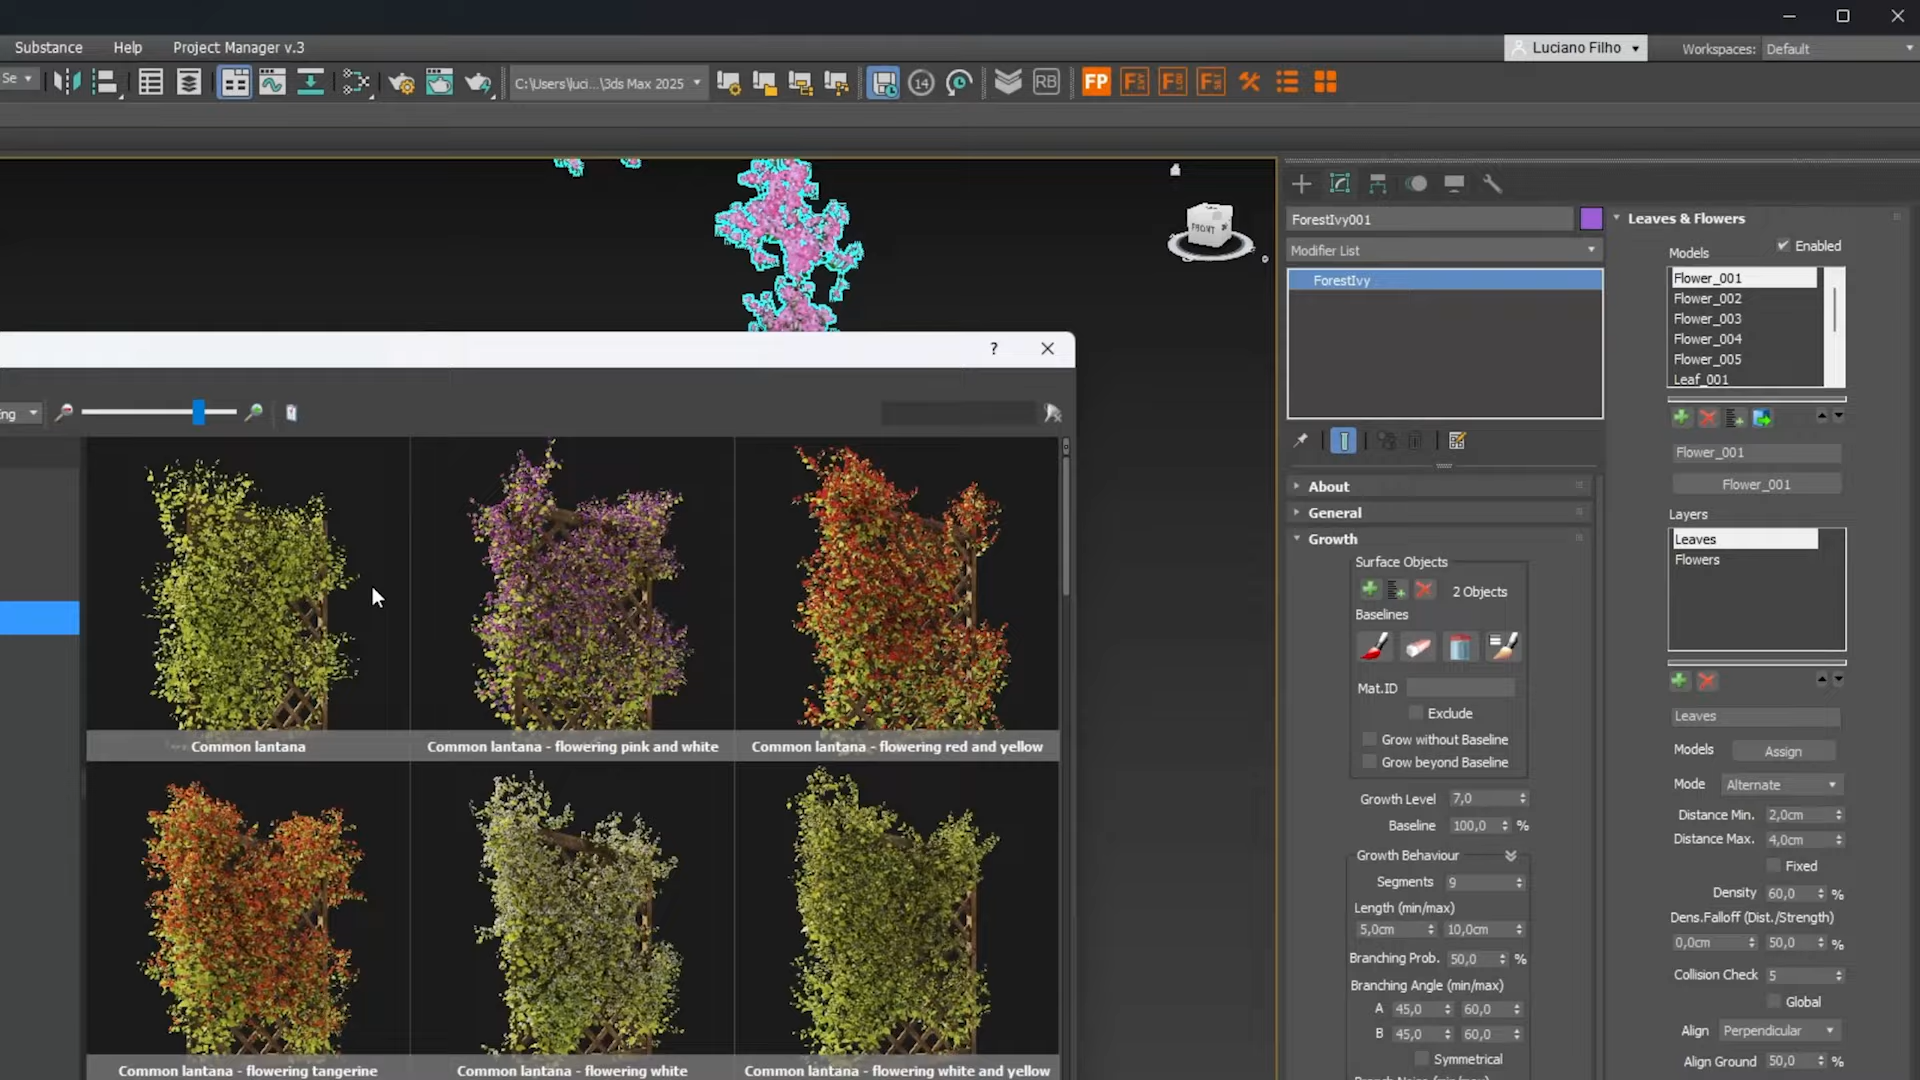 Substance Help Project Manager v.3
Luciano Filho
Workspaces: Default
Se
C:\Users\luci...\3ds Max 2025
14
RB
FP
FRONT
ForestIvy001
Modifier List
ForestIvy
About
General
Growth
Surface Objects
2 Objects
Baselines
Mat.ID
Exclude
Grow without Baseline
Grow beyond Baseline
Growth Level 7,0
Baseline 100,0 %
Growth Behaviour
Segments 9
Length (min/max)
5,0cm 10,0cm
Branching Prob. 50,0 %
Branching Angle (min/max)
A 45,0 60,0
B 45,0 60,0
Symmetrical
Leaves & Flowers
Models Enabled
Flower_001
Flower_002
Flower_003
Flower_004
Flower_005
Leaf_001
Flower_001
Flower_001
Layers
Leaves
Flowers
Leaves
Models Assign
Mode Alternate
Distance Min. 2,0cm
Distance Max. 4,0cm
Fixed
Density 60,0 %
Dens.Falloff (Dist./Strength)
0,0cm 50,0 %
Collision Check 5
Global
Align Perpendicular
Align Ground 50,0 %
?
Eng
Common lantana
Common lantana - flowering pink and white
Common lantana - flowering red and yellow
Common lantana - flowering tangerine
Common lantana - flowering white
Common lantana - flowering white and yellow